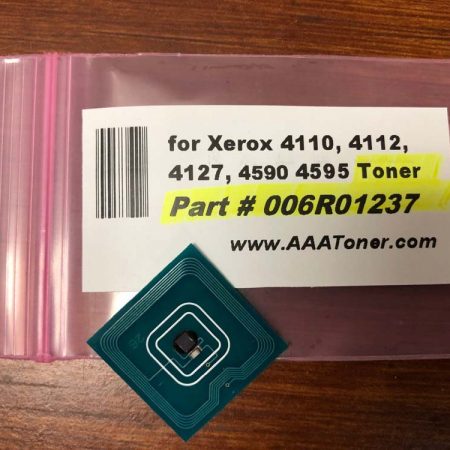 for Xerox 4110, 4112,
4127, 4590 4595 Toner
Part # 006R01237
www.AAAToner.com